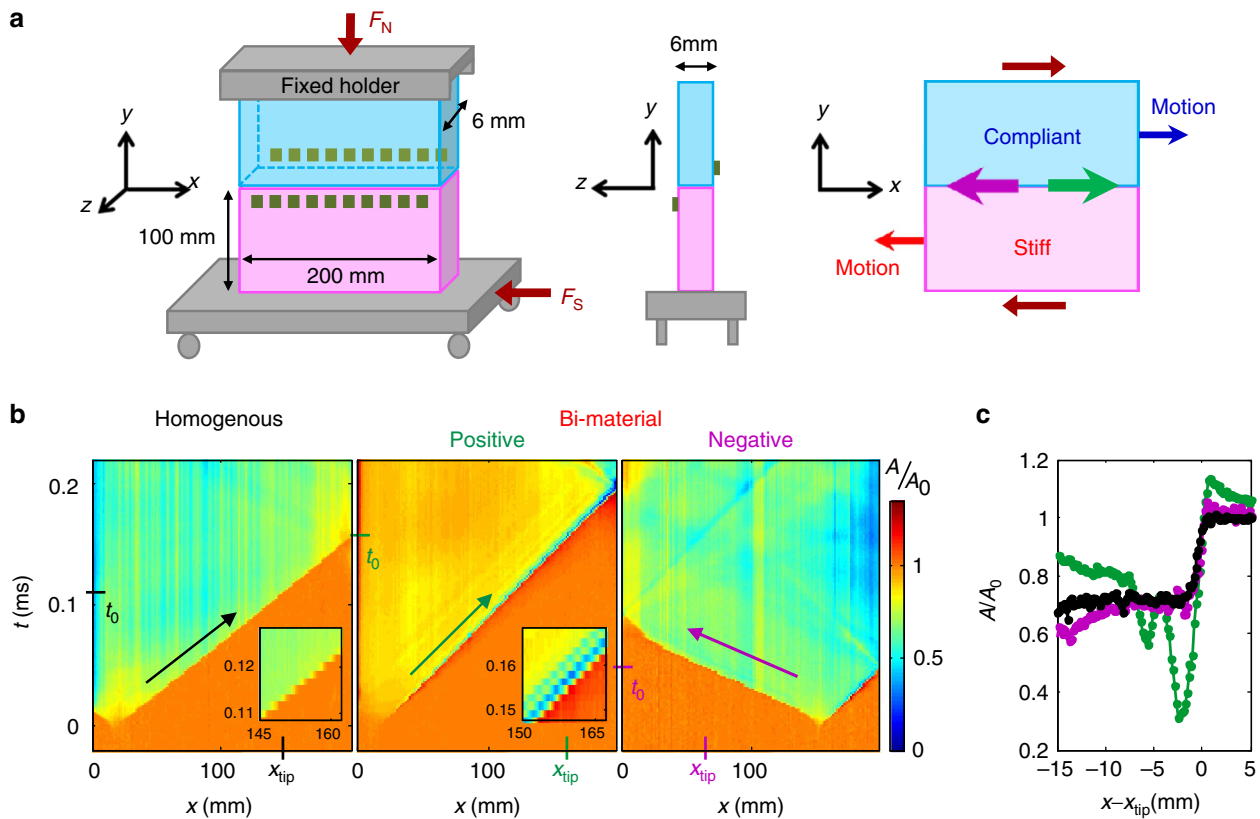 a
F_N
Fixed holder
6 mm
y
x
z
100 mm
200 mm
F_S
6mm
y
z
Compliant
Motion
y
x
Stiff
Motion
b
Homogenous
Bi-material
Positive
Negative
A/A_0
0.2
0.1
0
t (ms)
t_0
t_0
t_0
0.12
0.11
145 160
0.16
0.15
150 165
1
0.5
0
0 100
x_tip
0 100
x_tip
x_tip
100
x (mm)
x (mm)
x (mm)
c
1.2
1
0.8
0.6
0.4
0.2
A/A_0
−15 −10 −5 0 5
x–x_tip(mm)